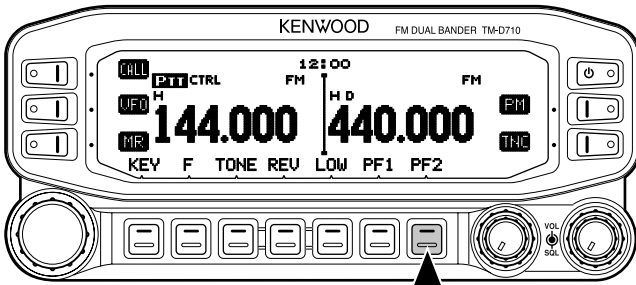 KENWOOD FM DUAL BANDER TM-D710
CALL 12:00
PTT CTRL FM FM
VFO H H D PM
144.000 440.000
MR TNC
KEY F TONE REV LOW PF1 PF2
VOL
SQL